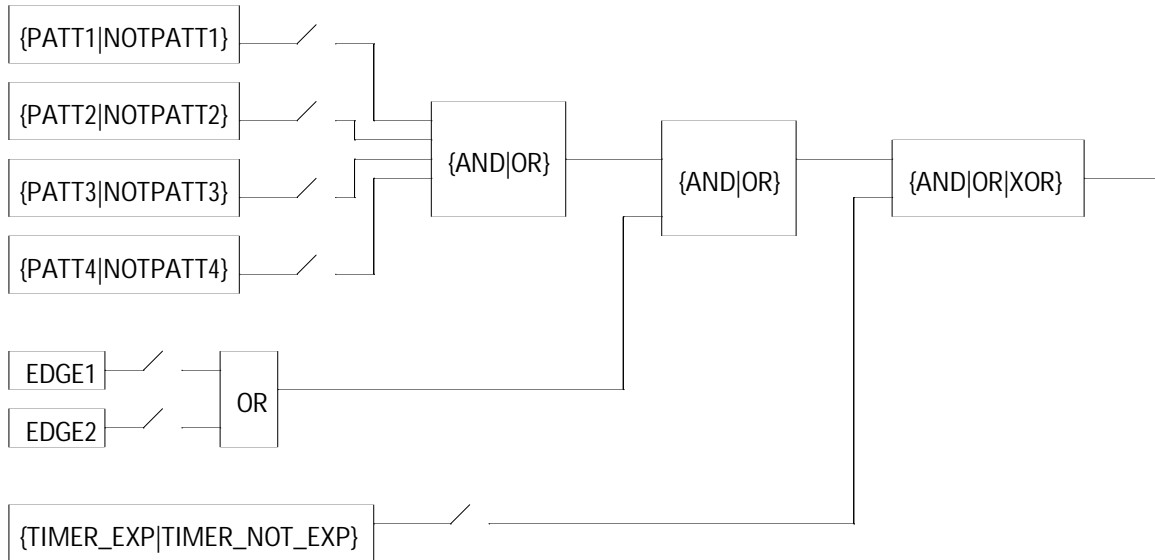 {PATT1|NOTPATT1}
{PATT2|NOTPATT2}
{PATT3|NOTPATT3}
{PATT4|NOTPATT4}
{AND|OR}
{AND|OR}
{AND|OR|XOR}
EDGE1
EDGE2
OR
{TIMER_EXP|TIMER_NOT_EXP}